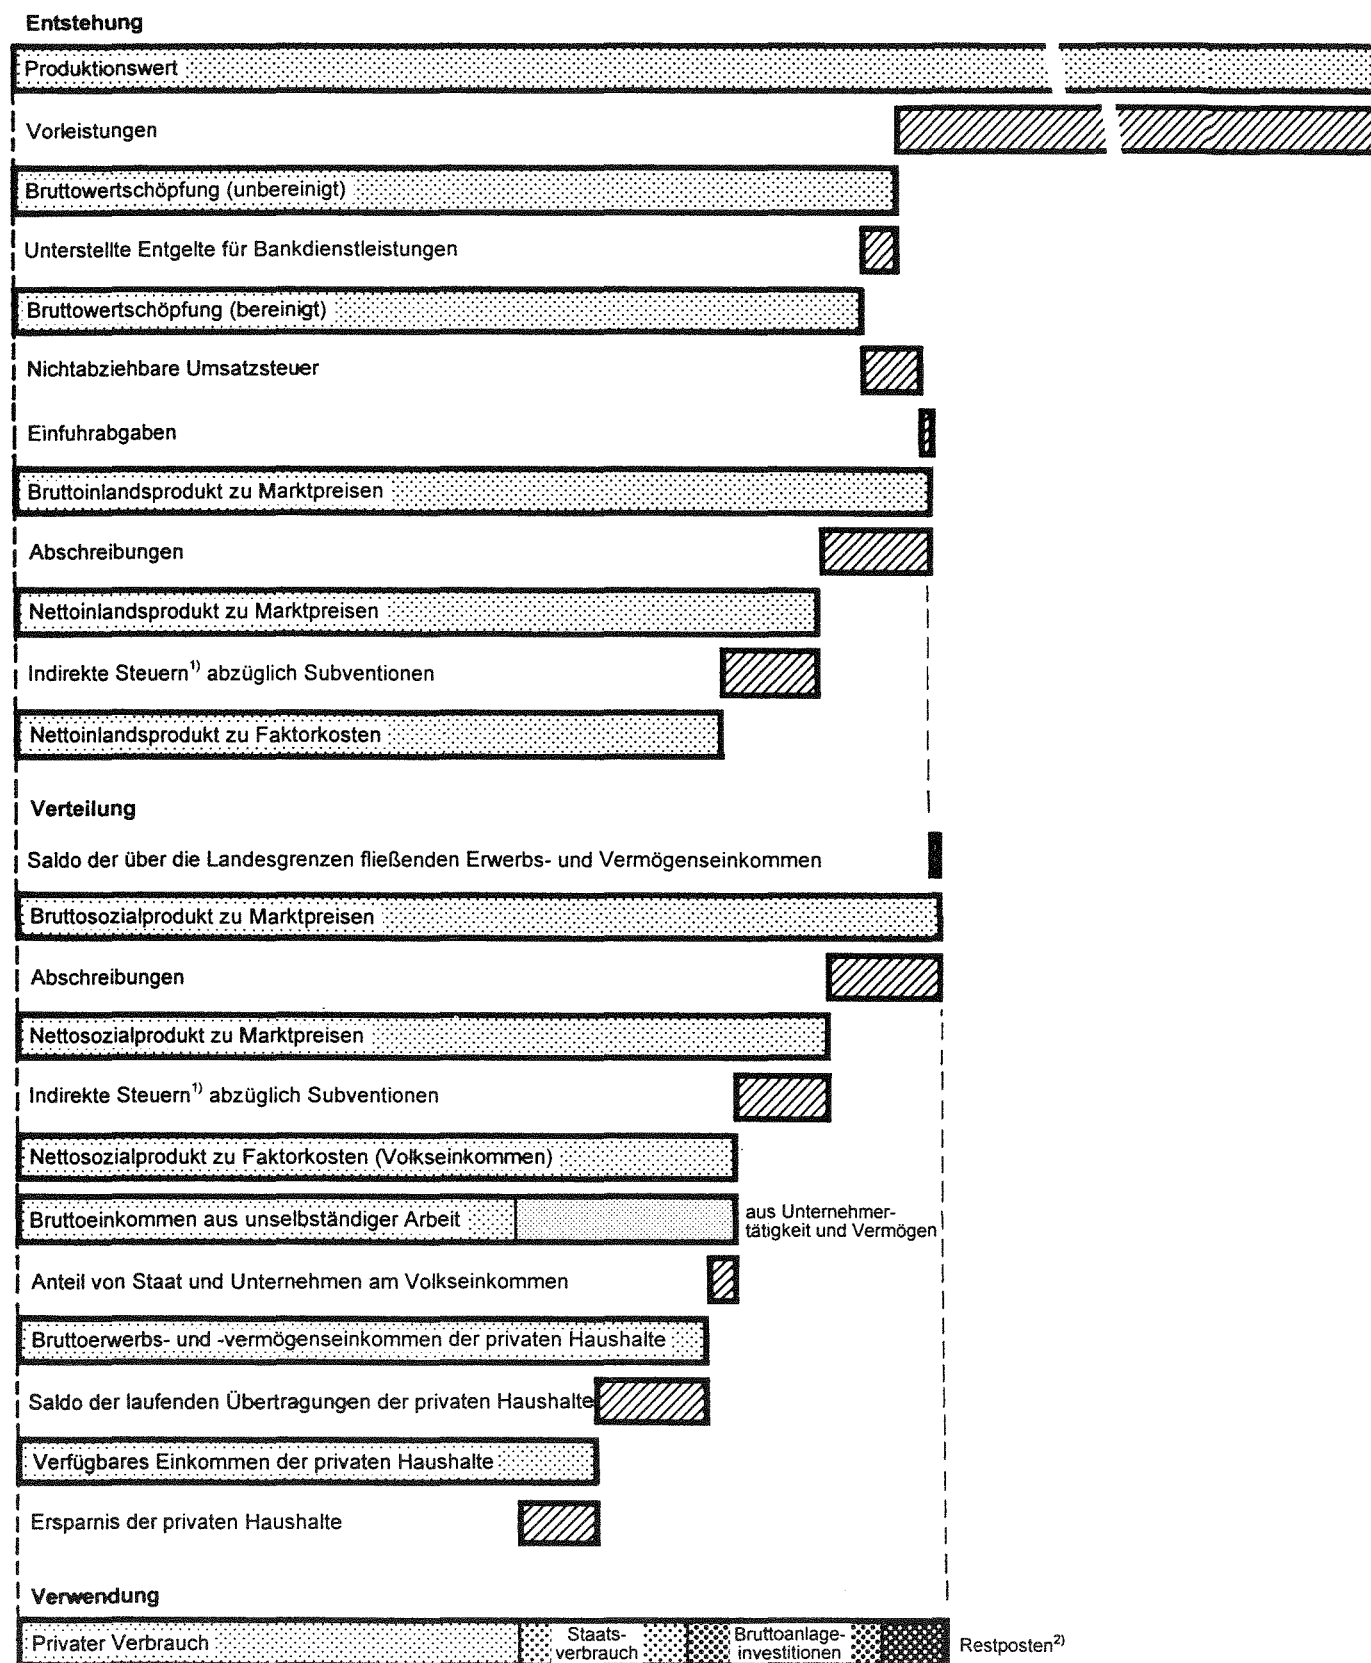 Entstehung
Produktionswert
Vorleistungen
Bruttowertschöpfung (unbereinigt)
Unterstellte Entgelte für Bankdienstleistungen
Bruttowertschöpfung (bereinigt)
Nichtabziehbare Umsatzsteuer
Einfuhrabgaben
Bruttoinlandsprodukt zu Marktpreisen
Abschreibungen
Nettoinlandsprodukt zu Marktpreisen
Indirekte Steuern¹⁾ abzüglich Subventionen
Nettoinlandsprodukt zu Faktorkosten
Verteilung
Saldo der über die Landesgrenzen fließenden Erwerbs- und Vermögenseinkommen
Bruttosozialprodukt zu Marktpreisen
Abschreibungen
Nettosozialprodukt zu Marktpreisen
Indirekte Steuern¹⁾ abzüglich Subventionen
Nettosozialprodukt zu Faktorkosten (Volkseinkommen)
Bruttoeinkommen aus unselbständiger Arbeit
aus Unternehmer-
tätigkeit und Vermögen
Anteil von Staat und Unternehmen am Volkseinkommen
Bruttoerwerbs- und -vermögenseinkommen der privaten Haushalte
Saldo der laufenden Übertragungen der privaten Haushalte
Verfügbares Einkommen der privaten Haushalte
Ersparnis der privaten Haushalte
Verwendung
Privater Verbrauch
Staats-
verbrauch
Bruttoanlage-
investitionen
Restposten²⁾